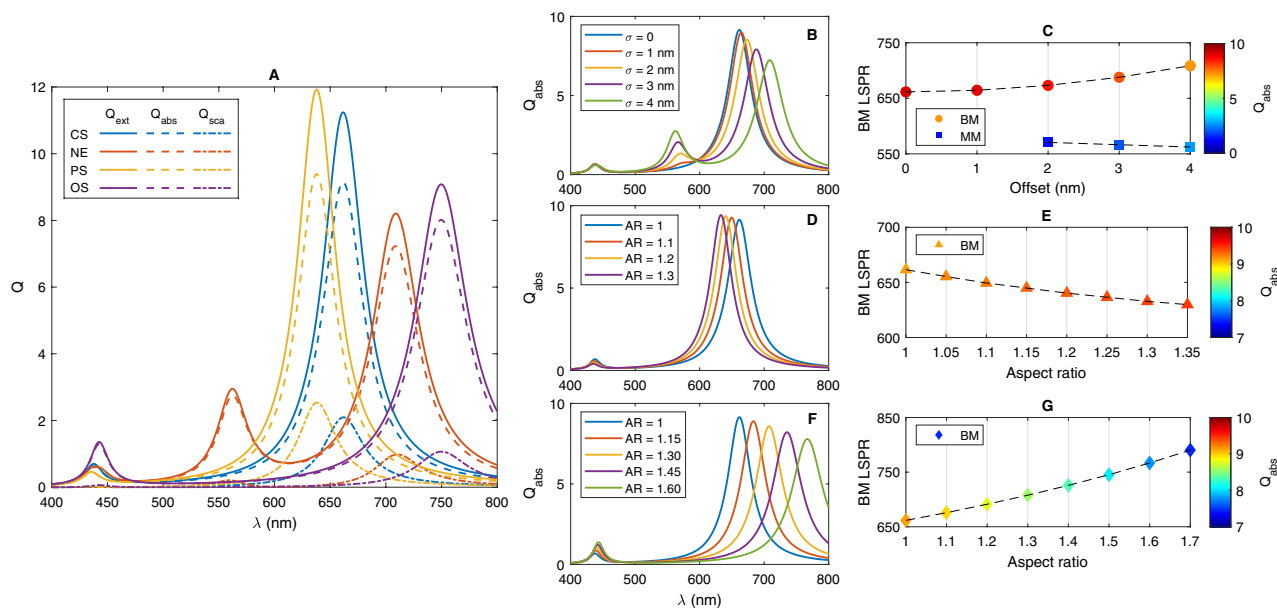 A
Q_ext Q_abs Q_sca
CS
NE
PS
OS
12
10
8
6
4
2
0
Q
400 450 500 550 600 650 700 750 800
λ (nm)
B
σ = 0
σ = 1 nm
σ = 2 nm
σ = 3 nm
σ = 4 nm
10
5
0
Q_abs
400 500 600 700 800
C
750
650
550
BM LSPR
BM
MM
0 1 2 3 4
Offset (nm)
10
8
6
4
2
0
Q_abs
D
AR = 1
AR = 1.1
AR = 1.2
AR = 1.3
10
5
0
Q_abs
400 500 600 700 800
E
BM
700
650
600
BM LSPR
1 1.05 1.1 1.15 1.2 1.25 1.3 1.35
Aspect ratio
10
9
8
7
Q_abs
F
AR = 1
AR = 1.15
AR = 1.30
AR = 1.45
AR = 1.60
10
5
0
Q_abs
400 500 600 700 800
λ (nm)
G
BM
850
750
650
BM LSPR
1 1.1 1.2 1.3 1.4 1.5 1.6 1.7
Aspect ratio
10
9
8
7
Q_abs